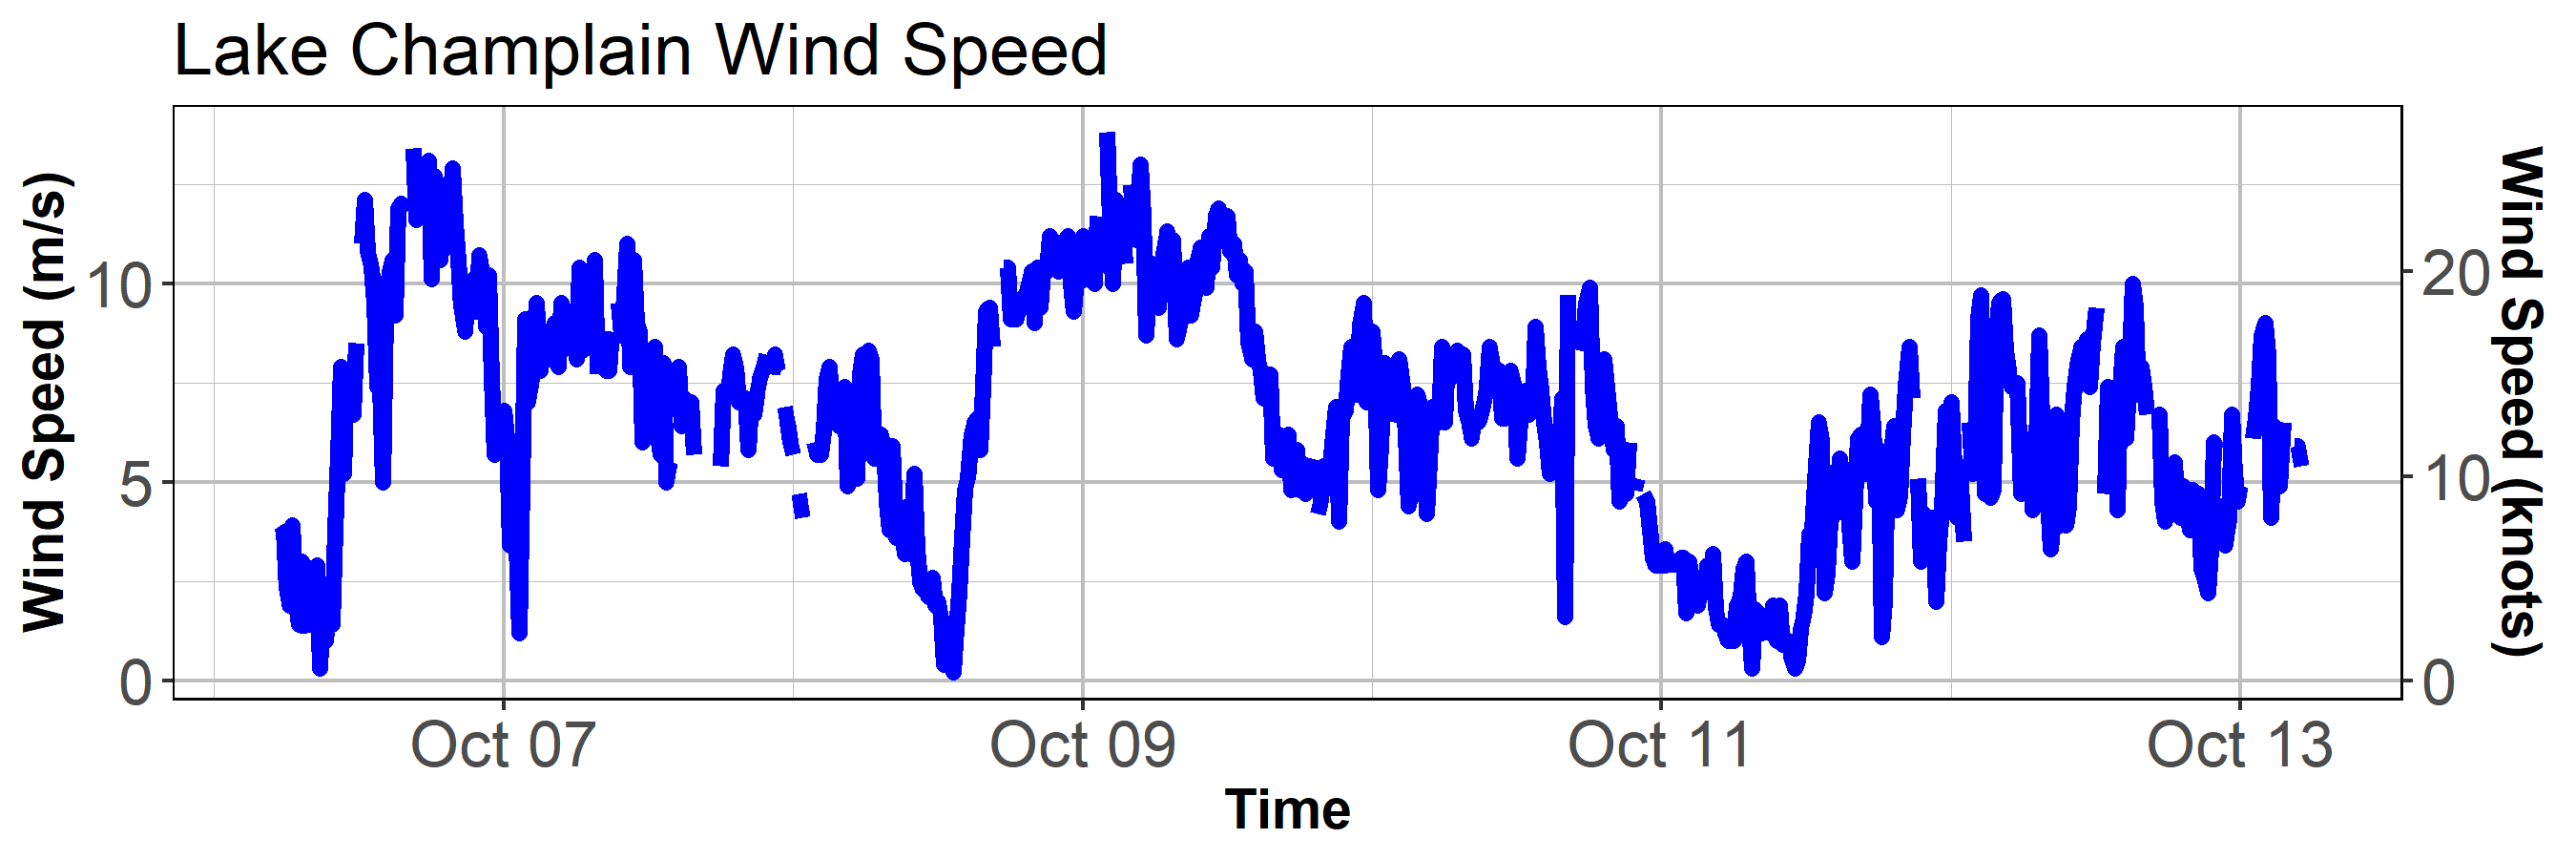 Lake Champlain Wind Speed
Wind Speed (m/s)
10
5
0
Wind Speed (knots)
20
10
0
Oct 07
Oct 09
Oct 11
Oct 13
Time